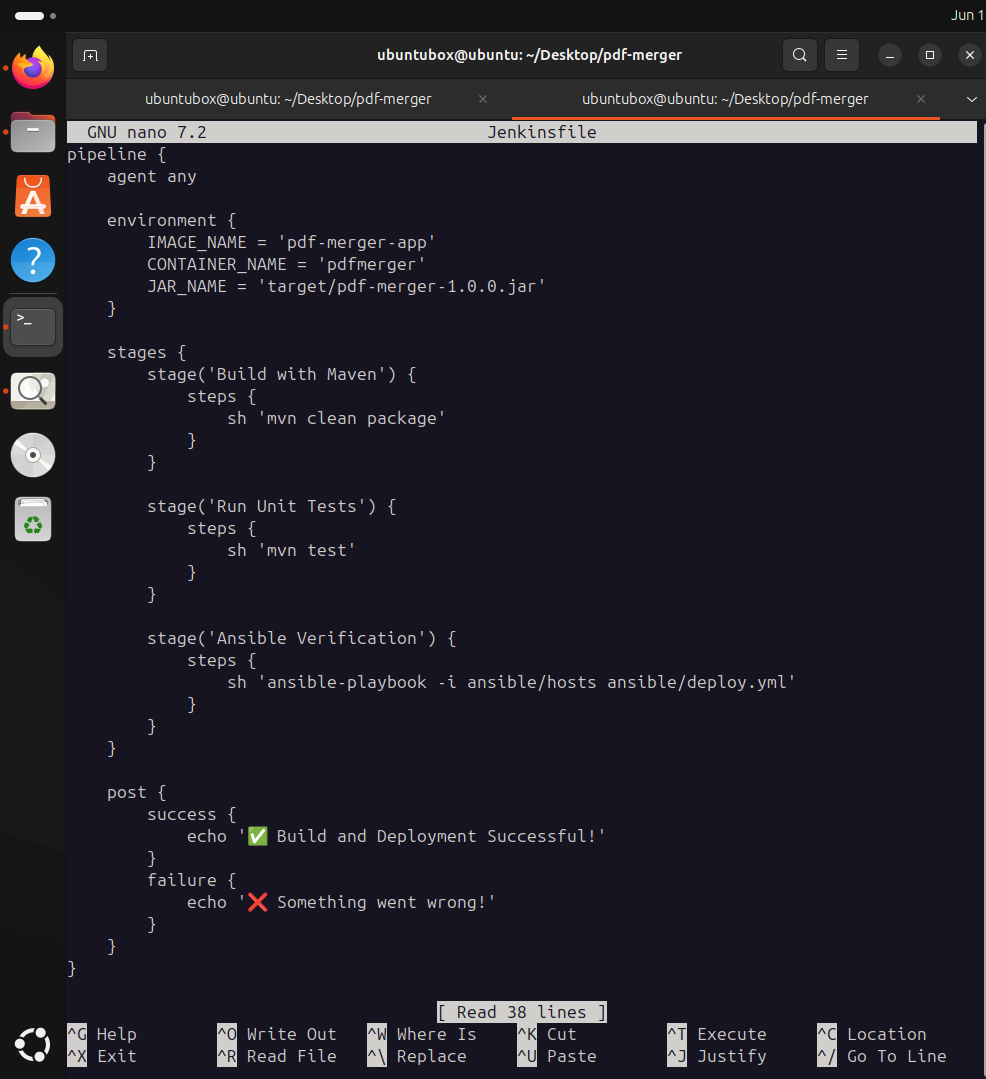 Jun 1
ubuntubox@ubuntu: ~/Desktop/pdf-merger
ubuntubox@ubuntu: ~/Desktop/pdf-merger × ubuntubox@ubuntu: ~/Desktop/pdf-merger ×
GNU nano 7.2 Jenkinsfile
pipeline {
    agent any

    environment {
        IMAGE_NAME = 'pdf-merger-app'
        CONTAINER_NAME = 'pdfmerger'
        JAR_NAME = 'target/pdf-merger-1.0.0.jar'
    }

    stages {
        stage('Build with Maven') {
            steps {
                sh 'mvn clean package'
            }
        }

        stage('Run Unit Tests') {
            steps {
                sh 'mvn test'
            }
        }

        stage('Ansible Verification') {
            steps {
                sh 'ansible-playbook -i ansible/hosts ansible/deploy.yml'
            }
        }
    }

    post {
        success {
            echo '✅ Build and Deployment Successful!'
        }
        failure {
            echo '❌ Something went wrong!'
        }
    }
}
[ Read 38 lines ]
^G Help ^O Write Out ^W Where Is ^K Cut ^T Execute ^C Location
^X Exit ^R Read File ^\ Replace ^U Paste ^J Justify ^/ Go To Line